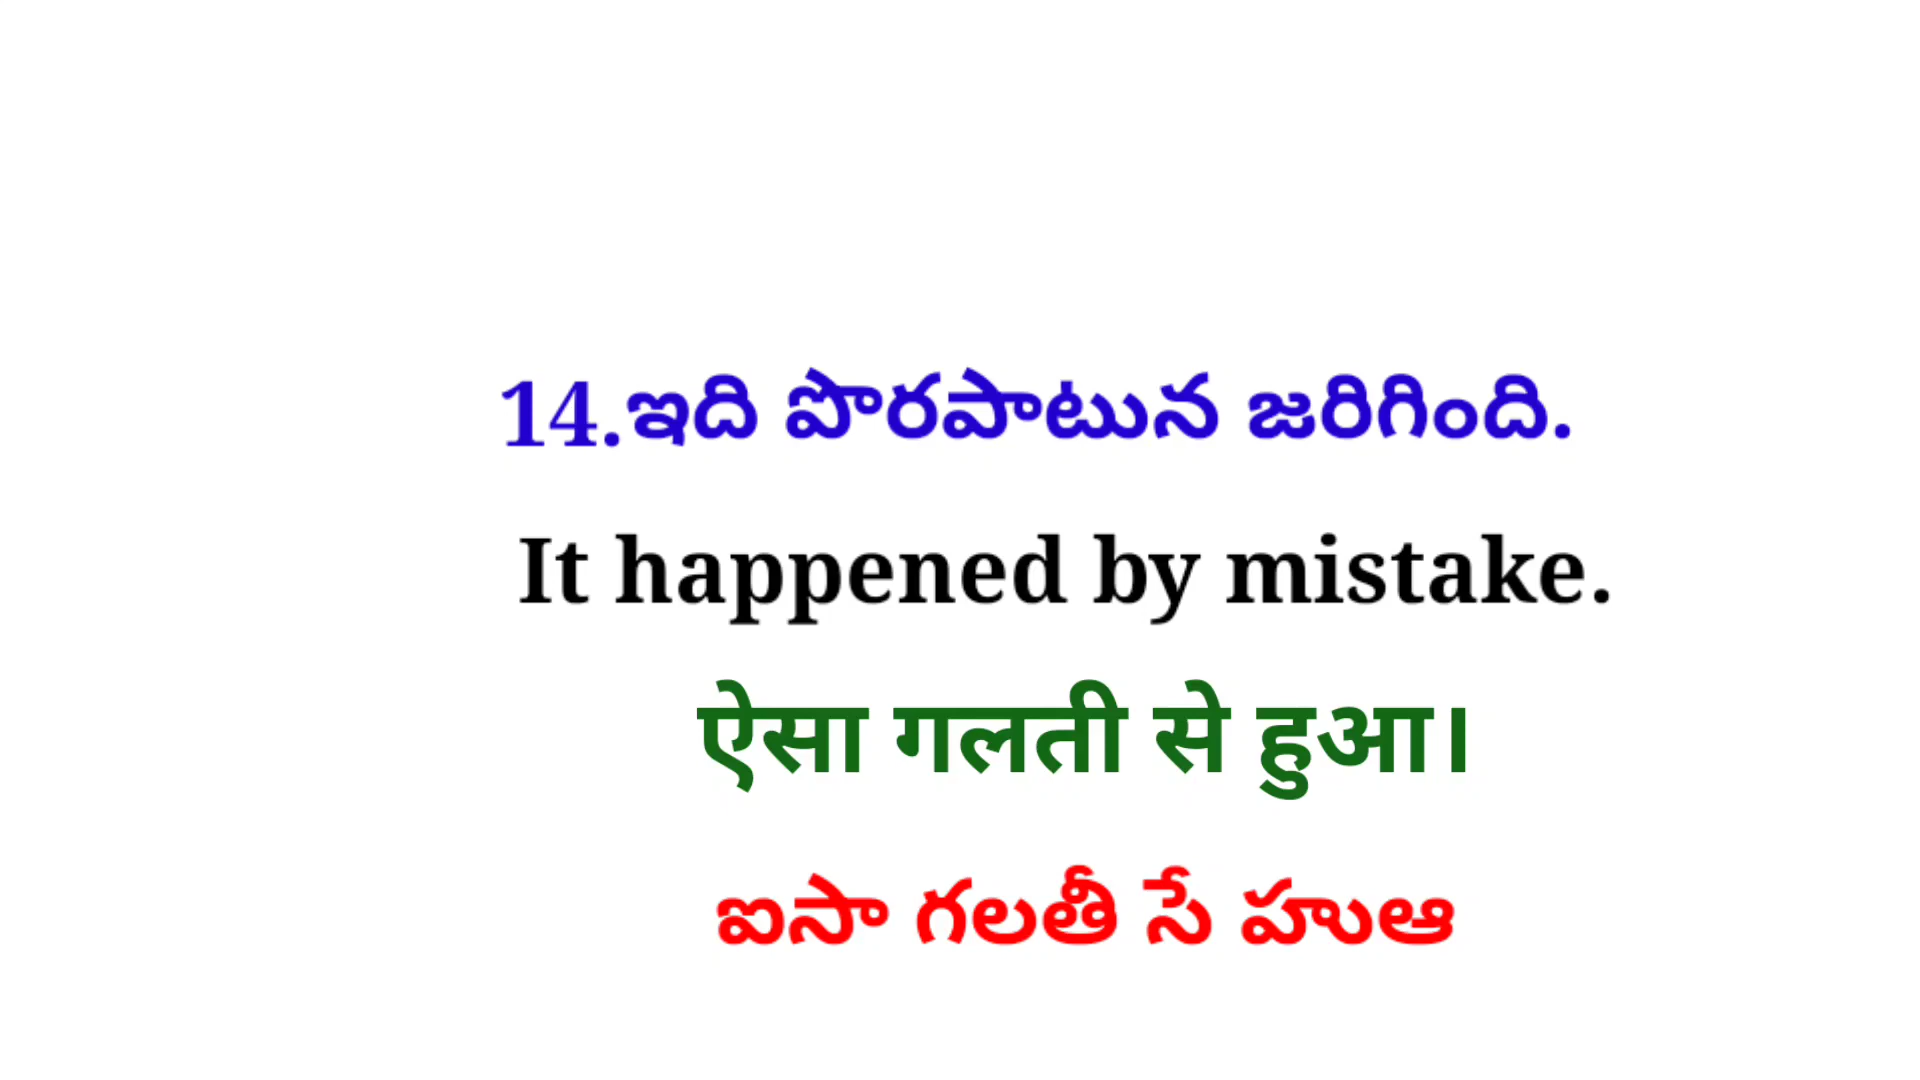 14.ఇది పొరపాటున జరిగింది.
It happened by mistake.
ऐसा गलती से हुआ।
ఐసా గలతీ సే హుఆ